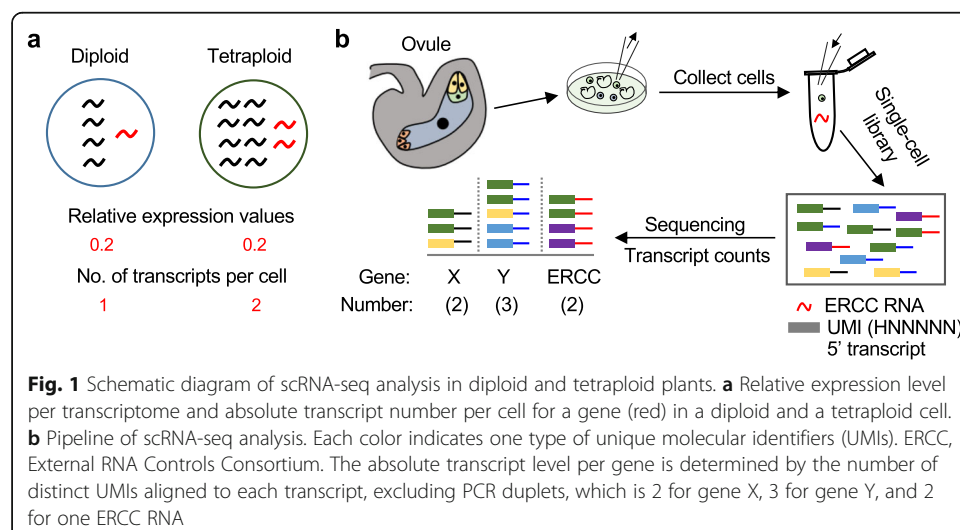 a
Diploid Tetraploid
Relative expression values
0.2 0.2
No. of transcripts per cell
1 2
b
Ovule
Collect cells
Single-cell
library
Sequencing
Transcript counts
Gene: X Y ERCC
Number: (2) (3) (2)
ERCC RNA
UMI (HNNNNN)
5' transcript
Fig. 1 Schematic diagram of scRNA-seq analysis in diploid and tetraploid plants. a Relative expression level
per transcriptome and absolute transcript number per cell for a gene (red) in a diploid and a tetraploid cell.
b Pipeline of scRNA-seq analysis. Each color indicates one type of unique molecular identifiers (UMIs). ERCC,
External RNA Controls Consortium. The absolute transcript level per gene is determined by the number of
distinct UMIs aligned to each transcript, excluding PCR duplets, which is 2 for gene X, 3 for gene Y, and 2
for one ERCC RNA